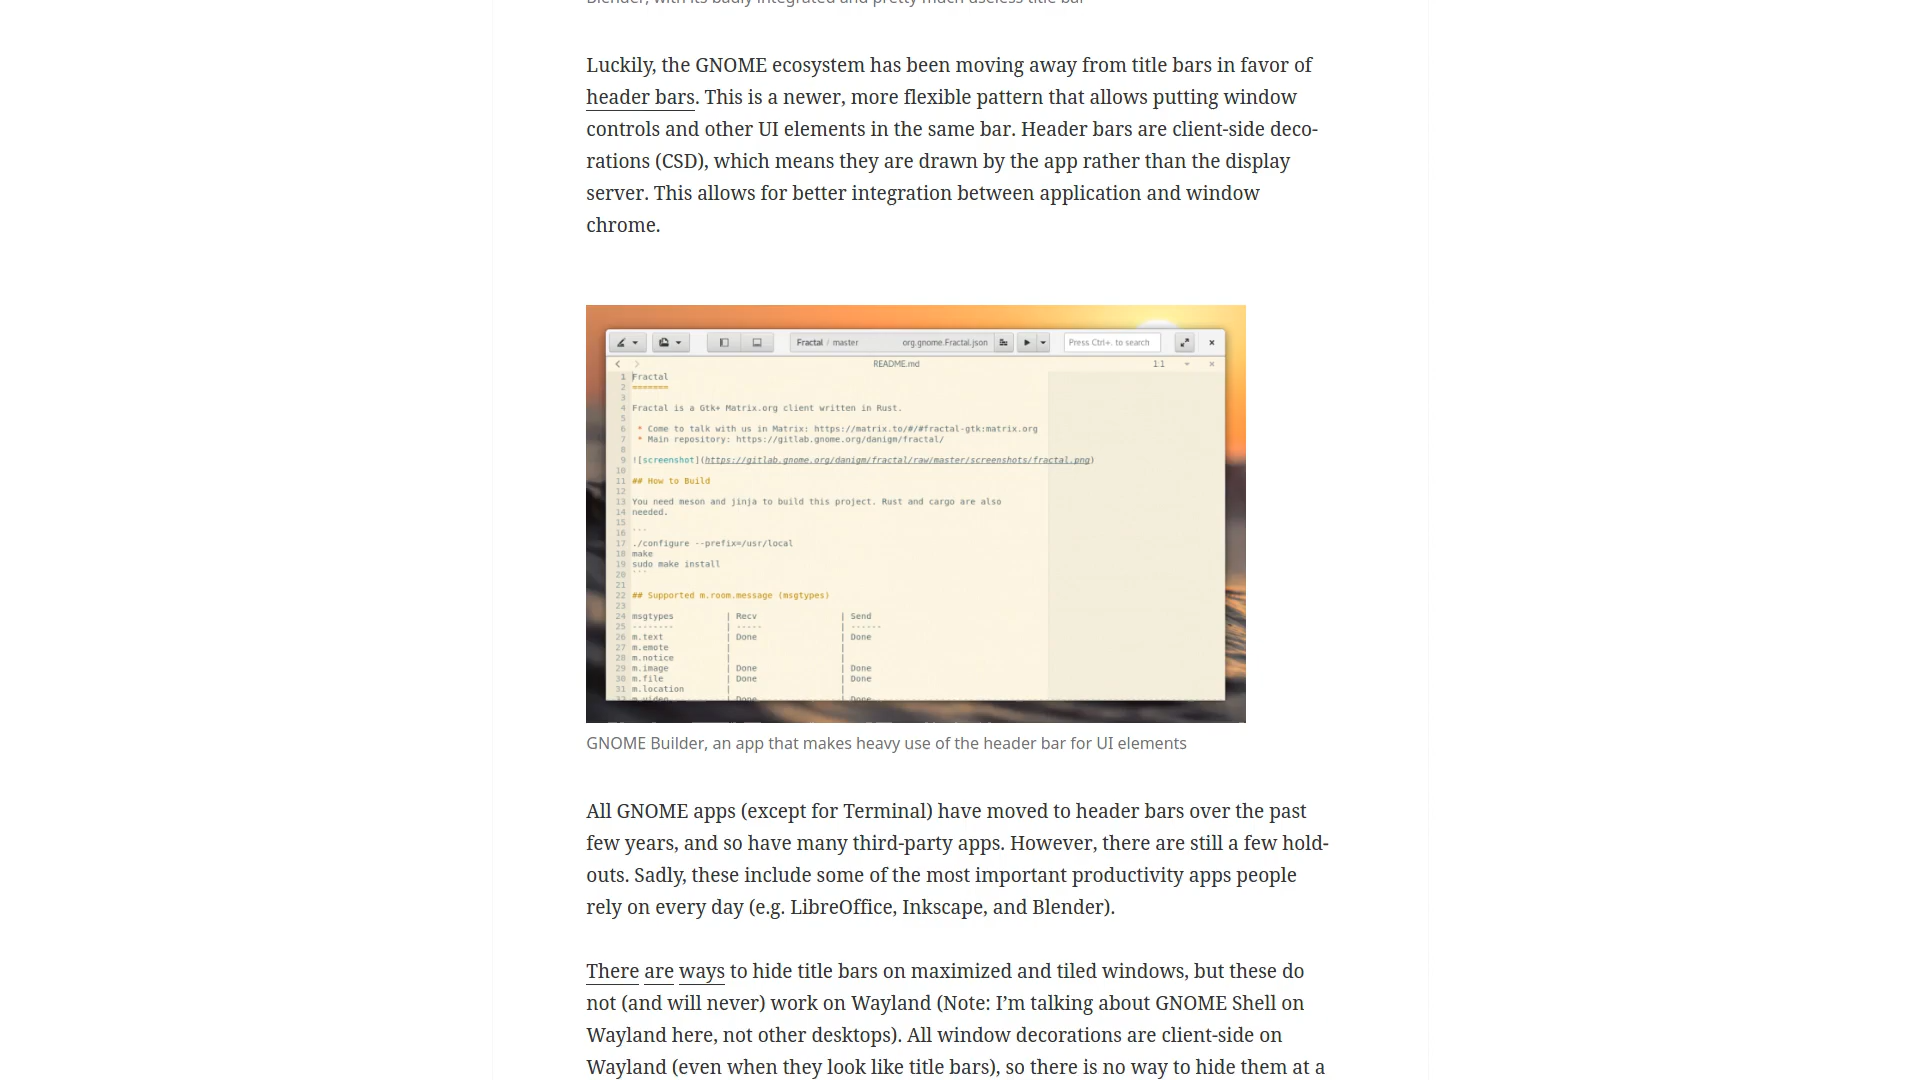 Blender, with its badly integrated and pretty much useless title bar
Luckily, the GNOME ecosystem has been moving away from title bars in favor of
header bars. This is a newer, more flexible pattern that allows putting window
controls and other UI elements in the same bar. Header bars are client-side deco-
rations (CSD), which means they are drawn by the app rather than the display
server. This allows for better integration between application and window
chrome.
Fractal / master org.gnome.Fractal.json Press Ctrl+. to search
README.md 1:1
1 Fractal
2 =======
3
4 Fractal is a Gtk+ Matrix.org client written in Rust.
5
6 * Come to talk with us in Matrix: https://matrix.to/#/#fractal-gtk:matrix.org
7 * Main repository: https://gitlab.gnome.org/danigm/fractal/
8
9 ![screenshot](https://gitlab.gnome.org/danigm/fractal/raw/master/screenshots/fractal.png)
10
11 ## How to Build
12
13 You need meson and jinja to build this project. Rust and cargo are also
14 needed.
15
16 ```
17 ./configure --prefix=/usr/local
18 make
19 sudo make install
20 ```
21
22 ## Supported m.room.message (msgtypes)
23
24 msgtypes | Recv | Send
25 -------- | ----- | ------
26 m.text | Done | Done
27 m.emote | |
28 m.notice | |
29 m.image | Done | Done
30 m.file | Done | Done
31 m.location | |
32 m.video | Done | Done
GNOME Builder, an app that makes heavy use of the header bar for UI elements
All GNOME apps (except for Terminal) have moved to header bars over the past
few years, and so have many third-party apps. However, there are still a few hold-
outs. Sadly, these include some of the most important productivity apps people
rely on every day (e.g. LibreOffice, Inkscape, and Blender).
There are ways to hide title bars on maximized and tiled windows, but these do
not (and will never) work on Wayland (Note: I’m talking about GNOME Shell on
Wayland here, not other desktops). All window decorations are client-side on
Wayland (even when they look like title bars), so there is no way to hide them at a